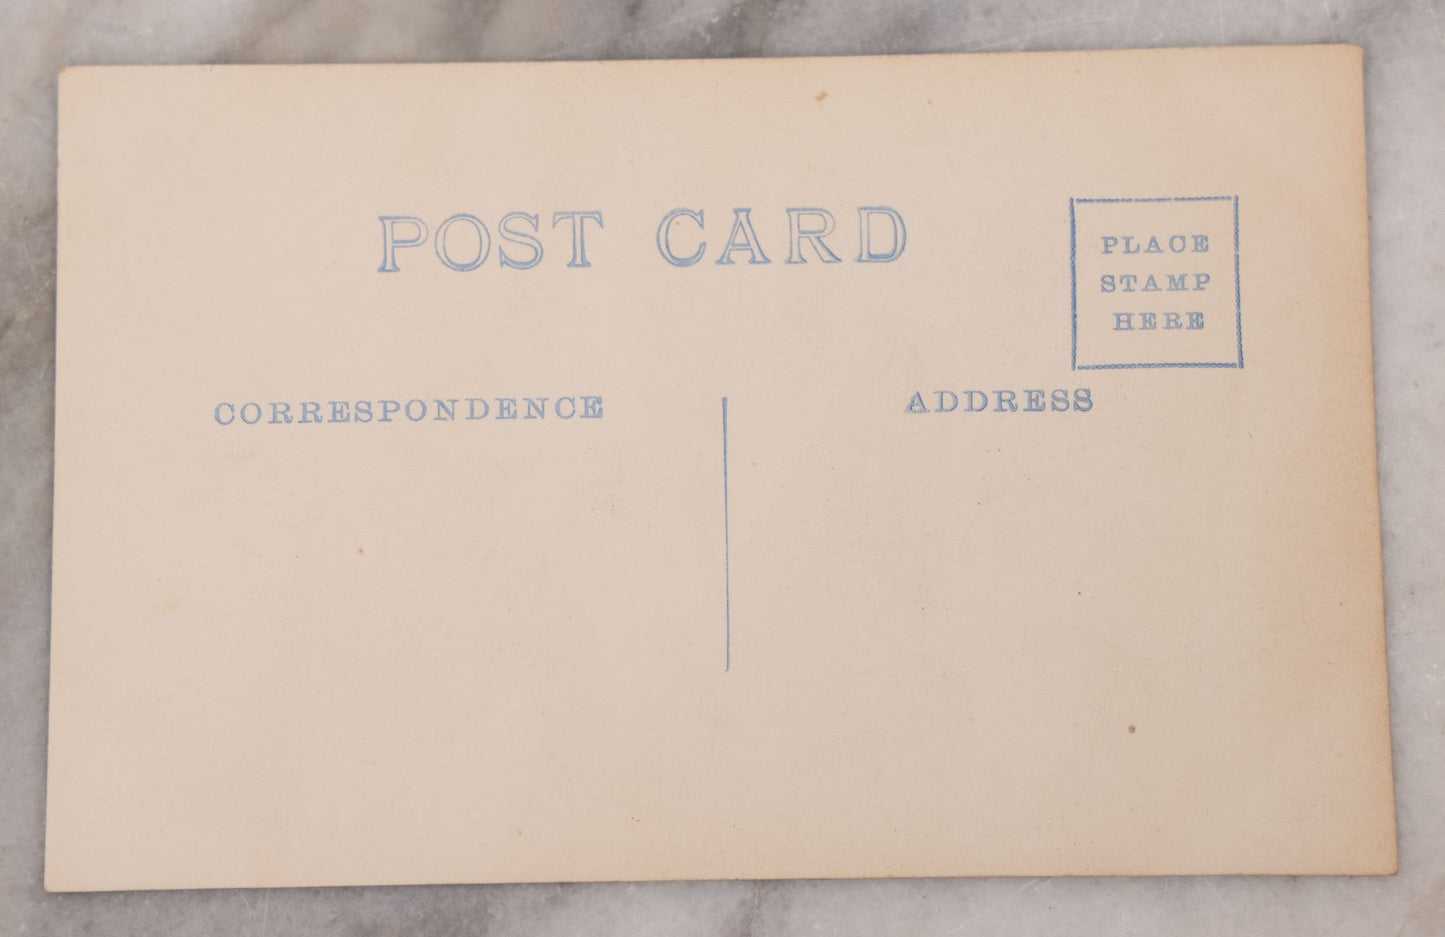 POST CARD
PLACE
STAMP
HERE
CORRESPONDENCE
ADDRESS